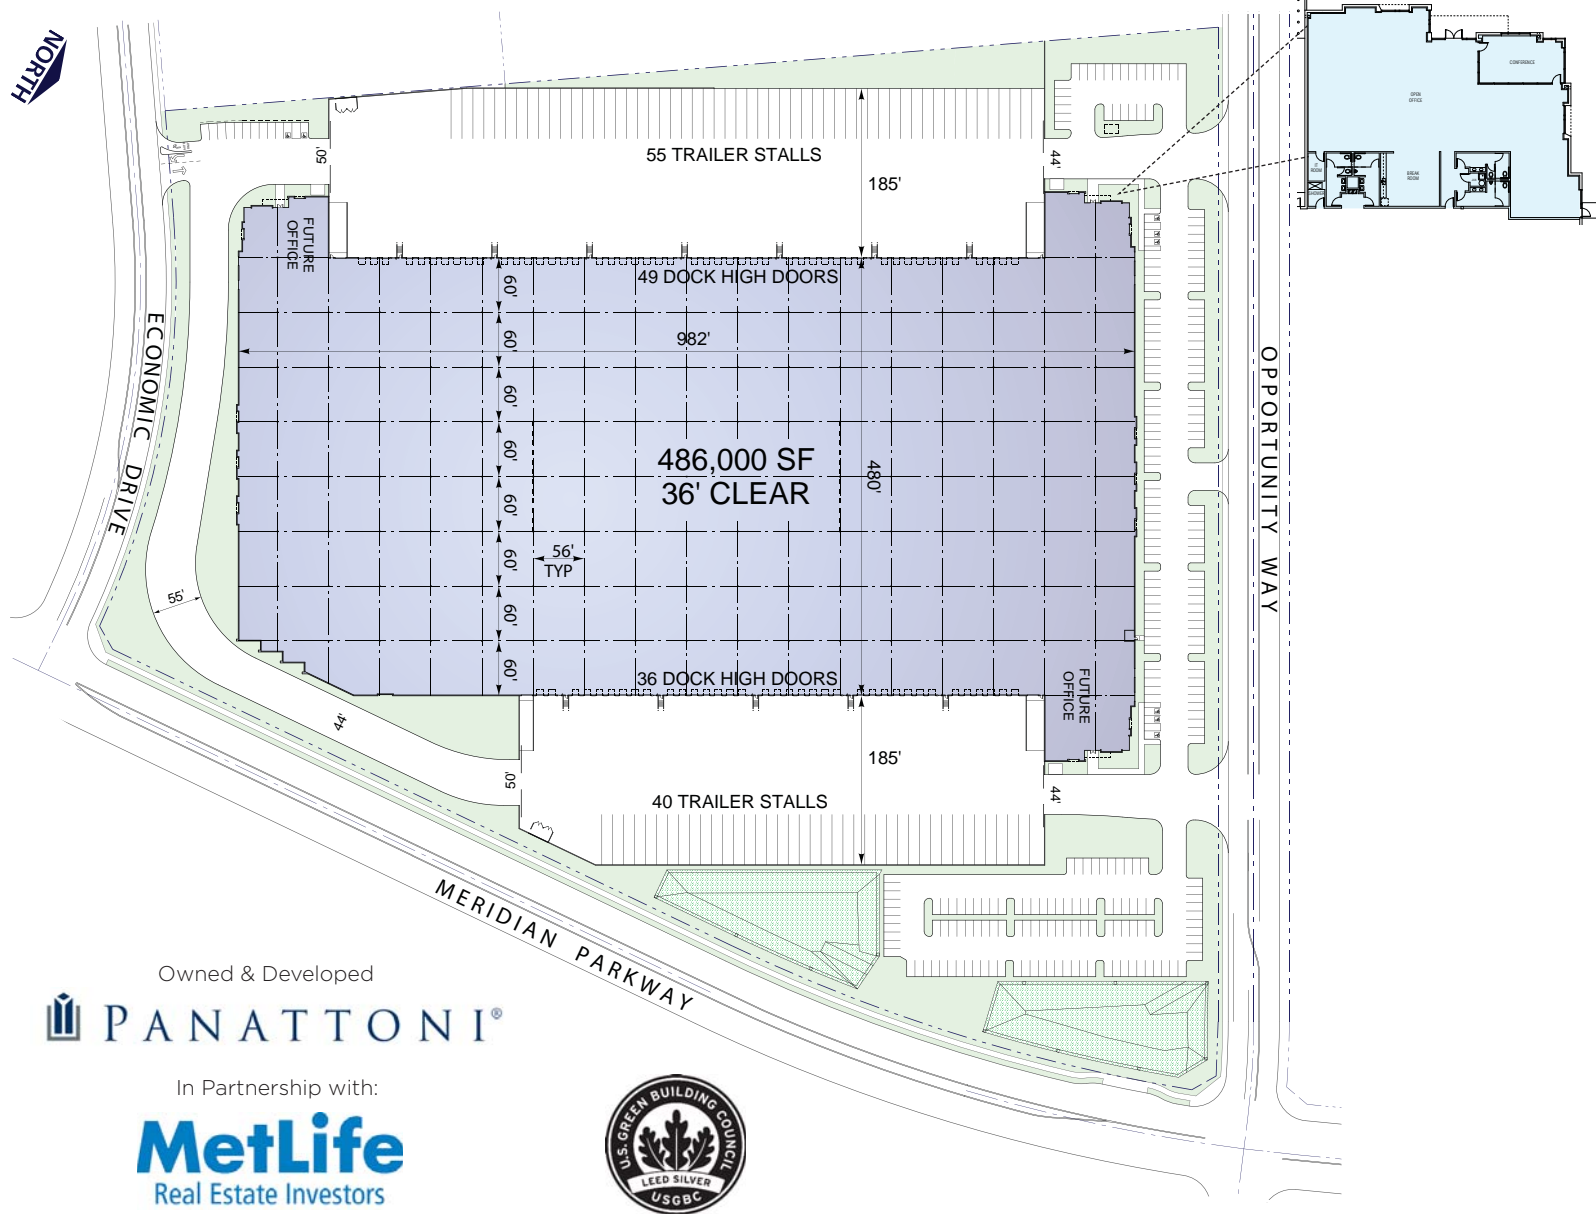 NORTH
CONFERENCE
OPEN
OFFICE
IT
ROOM
SHOWER
BREAK
ROOM
55 TRAILER STALLS
50'
44'
185'
FUTURE
OFFICE
49 DOCK HIGH DOORS
60'
60'
982'
60'
60'
486,000 SF
36' CLEAR
480'
60'
56'
TYP
60'
60'
60'
36 DOCK HIGH DOORS
FUTURE
OFFICE
ECONOMIC DRIVE
OPPORTUNITY WAY
55'
44'
50'
185'
44'
40 TRAILER STALLS
MERIDIAN PARKWAY
Owned & Developed
PANATTONI®
In Partnership with:
MetLife
Real Estate Investors
U.S. GREEN BUILDING COUNCIL
LEED SILVER
USGBC